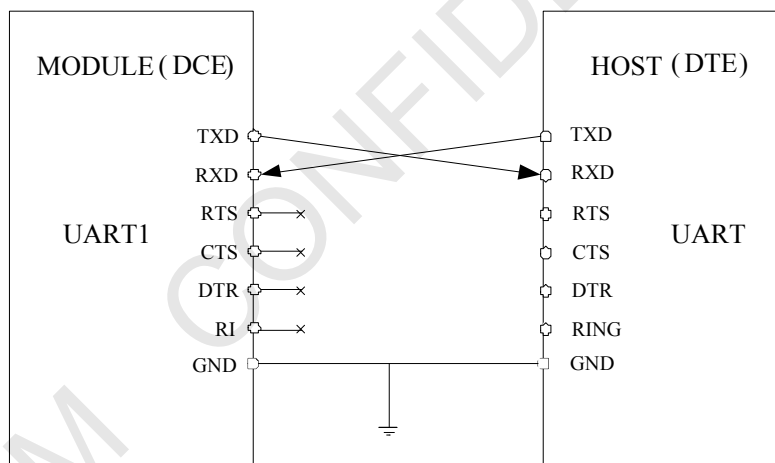 MODULE (DCE)
HOST (DTE)
TXD
TXD
RXD
RXD
RTS
RTS
UART1
UART
CTS
CTS
DTR
DTR
RI
RING
GND
GND
M CONFID